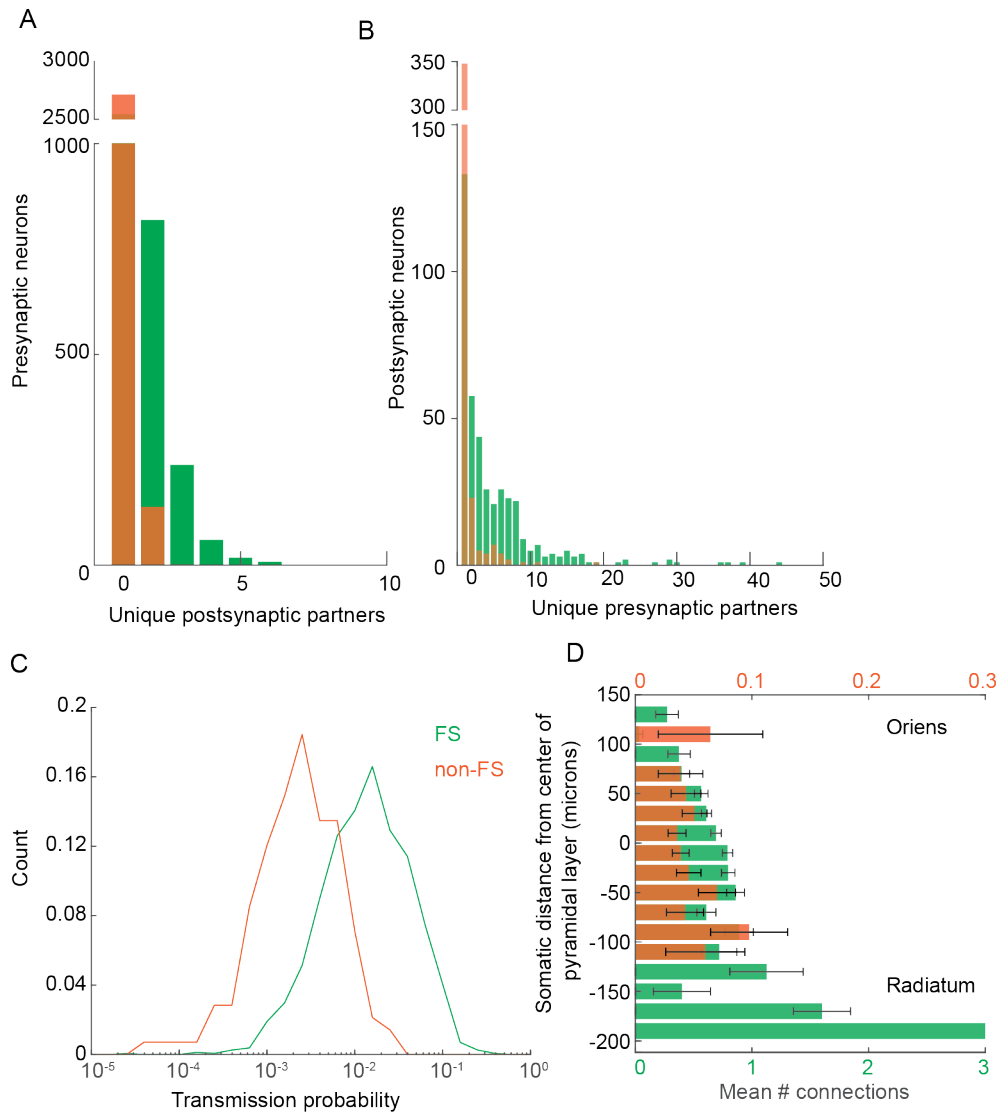 A
3000
2500
1000
500
0
Presynaptic neurons
0
5
10
Unique postsynaptic partners
B
350
300
150
100
50
0
Postsynaptic neurons
0
10
20
30
40
50
Unique presynaptic partners
C
0.2
0.16
0.12
0.08
0.04
0
Count
FS
non-FS
10-5
10-4
10-3
10-2
10-1
100
Transmission probability
D
0
0.1
0.2
0.3
150
100
50
0
-50
-100
-150
-200
Somatic distance from center of
pyramidal layer (microns)
Oriens
Radiatum
0
1
2
3
Mean # connections